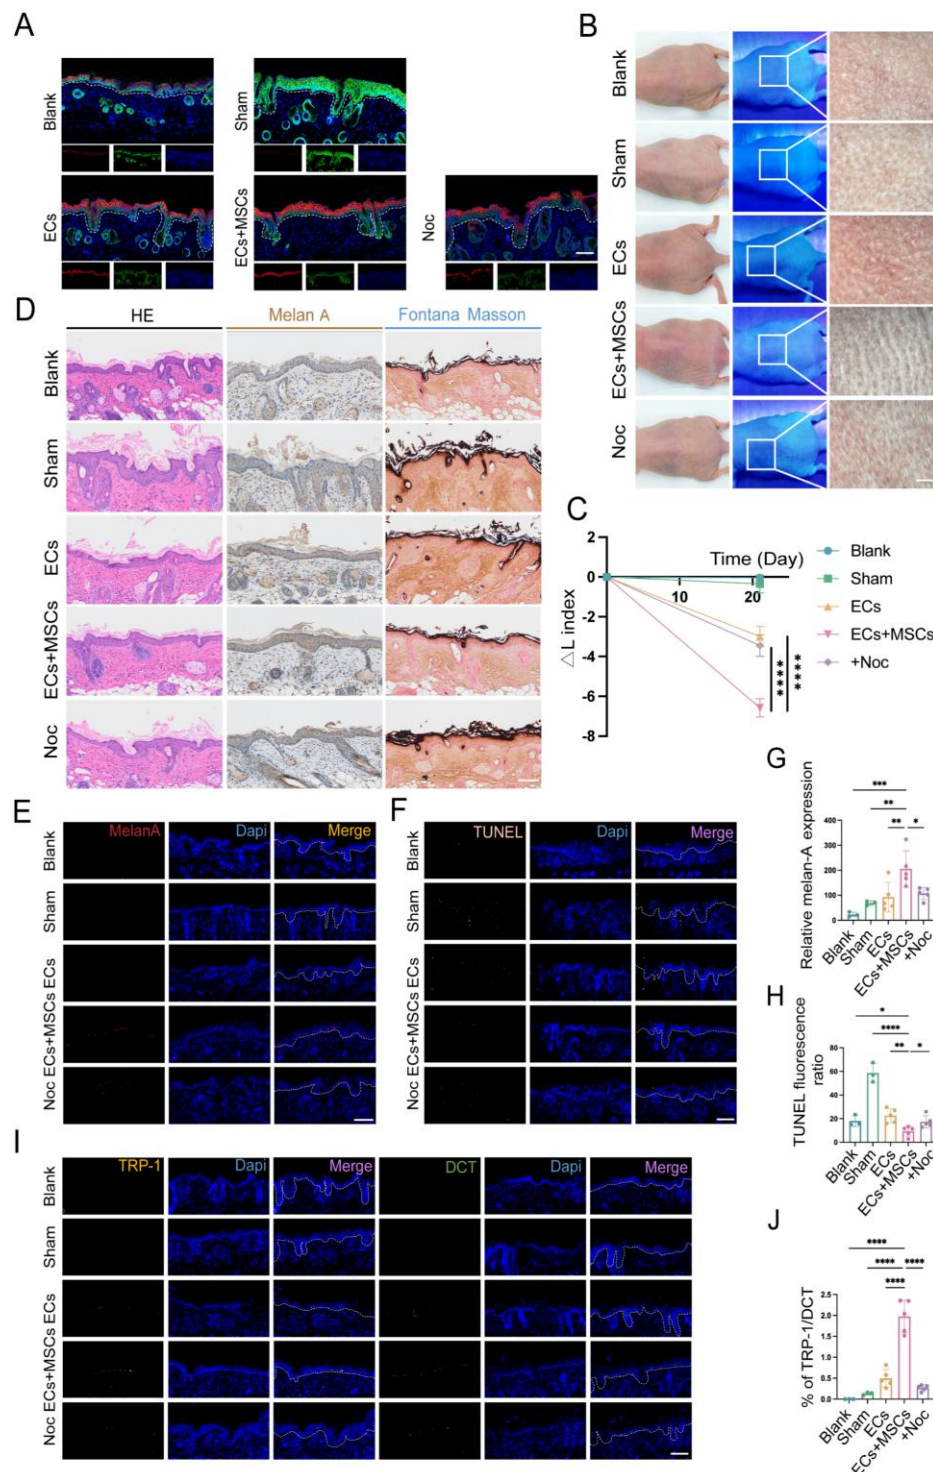 A
Blank
Sham
ECs
ECs+MSCs
Noc
B
Blank
Sham
ECs
ECs+MSCs
Noc
C
Time (Day)
0
10
20
-2
-4
-6
-8
△L index
****
****
Blank
Sham
ECs
ECs+MSCs
+Noc
D
HE
Melan A
Fontana Masson
Blank
Sham
ECs
ECs+MSCs
Noc
E
MelanA
Dapi
Merge
Blank
Sham
ECs
ECs+MSCs
Noc
F
TUNEL
Dapi
Merge
Blank
Sham
ECs
ECs+MSCs
Noc
G
Relative melan-A expression
***
**
** *
400
300
200
100
0
Blank
Sham
ECs
ECs+MSCs
+Noc
H
TUNEL fluorescence
ratio
*
****
** *
80
60
40
20
0
Blank
Sham
ECs
ECs+MSCs
+Noc
I
TRP-1
Dapi
Merge
DCT
Dapi
Merge
Blank
Sham
ECs
ECs+MSCs
Noc
J
% of TRP-1/DCT
****
**** ****
****
2.5
2.0
1.5
1.0
0.5
0.0
Blank
Sham
ECs
ECs+MSCs
+Noc